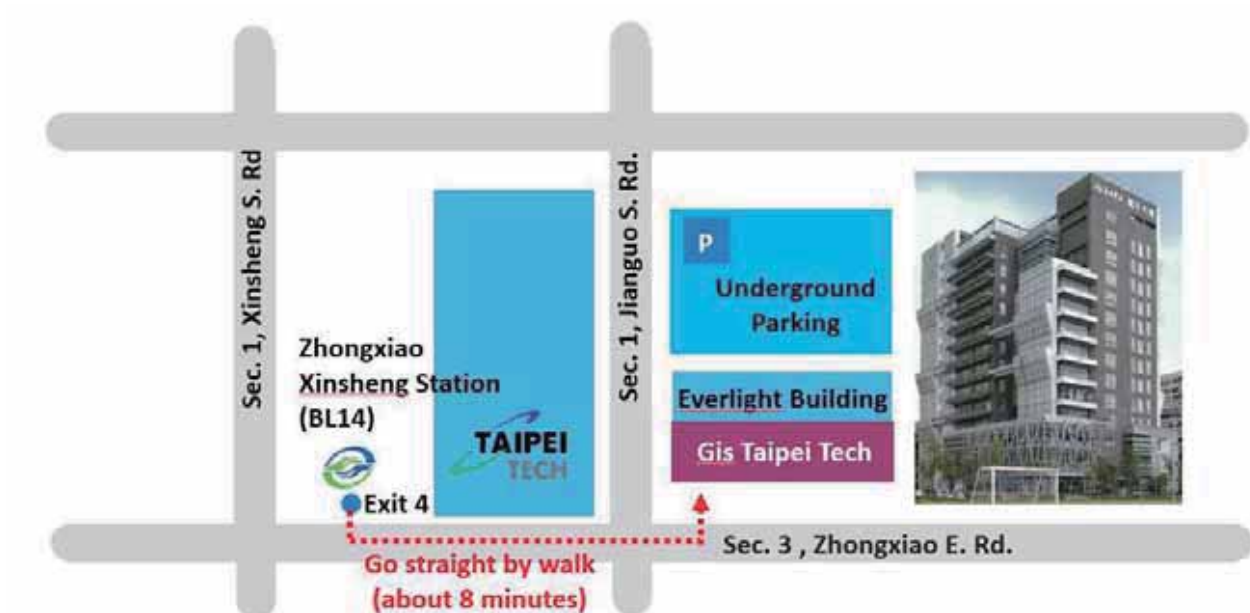 Sec. 1, Xinsheng S. Rd
Sec. 1, Jianguo S. Rd.
P
Underground
Parking
Zhongxiao
Xinsheng Station
(BL14)
Everlight Building
TAIPEI
TECH
Gis Taipei Tech
Exit 4
Sec. 3 , Zhongxiao E. Rd.
Go straight by walk
(about 8 minutes)